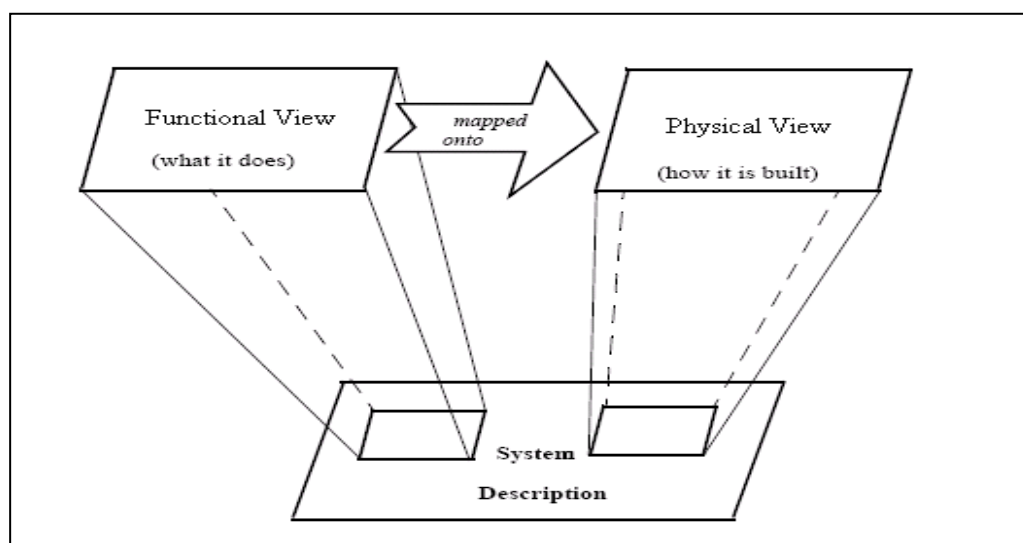 Functional View
(what it does)
mapped
onto
Physical View
(how it is built)
System
Description